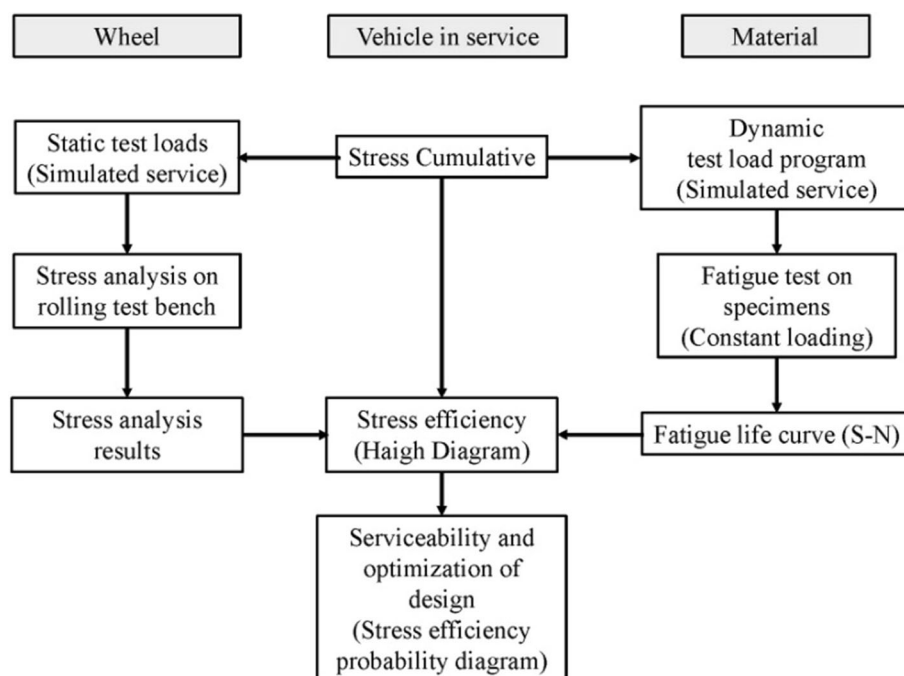 Wheel
Vehicle in service
Material
Static test loads
(Simulated service)
Stress Cumulative
Dynamic
test load program
(Simulated service)
Stress analysis on
rolling test bench
Fatigue test on
specimens
(Constant loading)
Stress analysis
results
Stress efficiency
(Haigh Diagram)
Fatigue life curve (S-N)
Serviceability and
optimization of
design
(Stress efficiency
probability diagram)